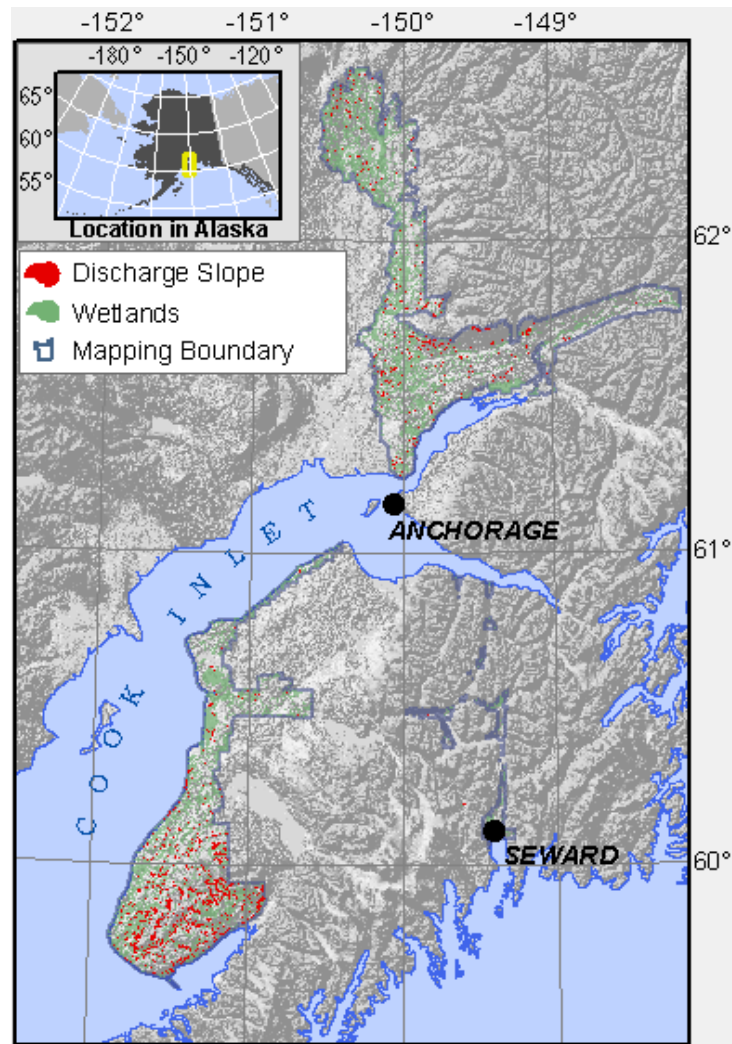 -152° -151° -150° -149°
-180° -150° -120°
65°
60°
55°
Location in Alaska
Discharge Slope
Wetlands
Mapping Boundary
62°
ANCHORAGE
61°
COOK INLET
SEWARD
60°